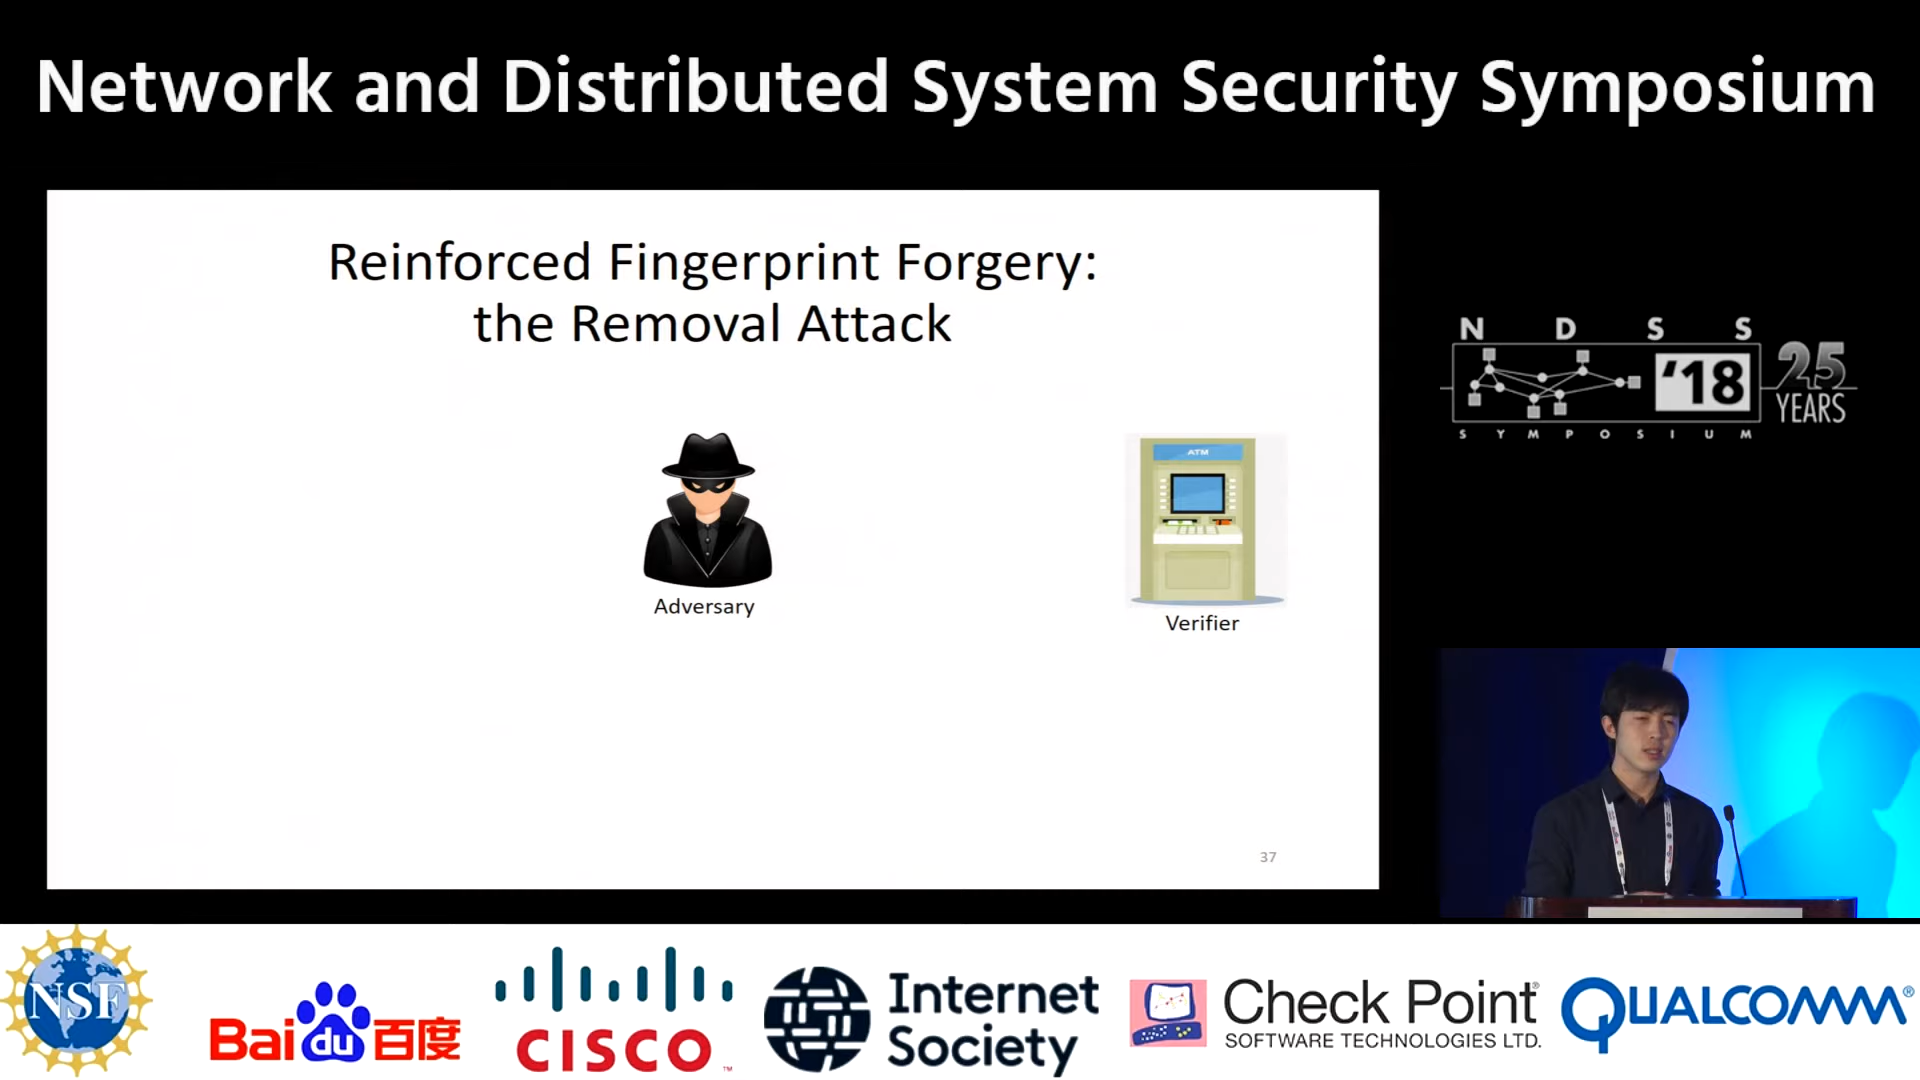 Network and Distributed System Security Symposium
Reinforced Fingerprint Forgery:
the Removal Attack
ATM
Adversary
Verifier
37
N D S S
'18
25
YEARS
S Y M P O S I U M
NSF
Bai du 百度
CISCO
™
Internet
Society
Check Point
SOFTWARE TECHNOLOGIES LTD.
QUALCOMM®